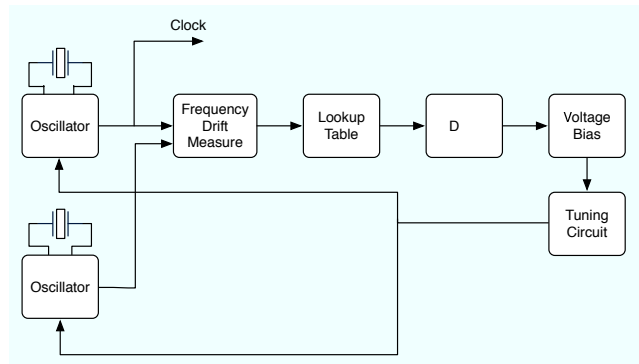 Clock
Oscillator
Frequency
Drift
Measure
Lookup
Table
D
Voltage
Bias
Tuning
Circuit
Oscillator